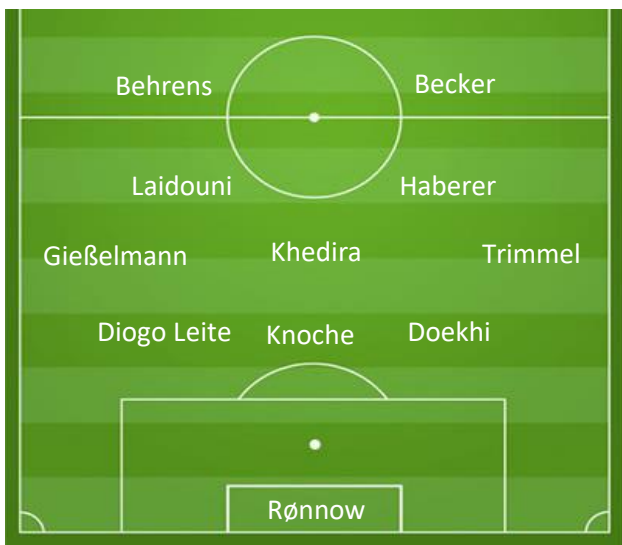 Behrens
Becker
Laidouni
Haberer
Gießelmann
Khedira
Trimmel
Diogo Leite
Knoche
Doekhi
Rønnow